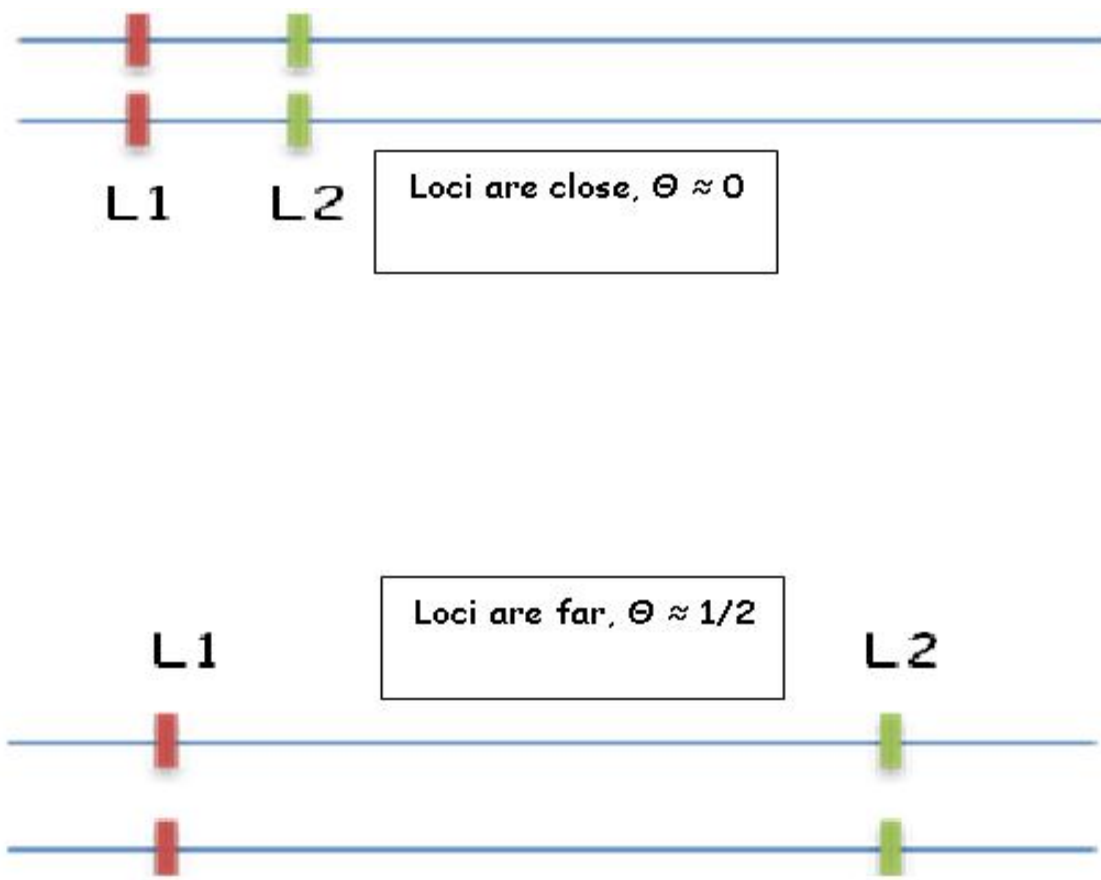 L1 L2
Loci are close, Θ ≈ 0
Loci are far, Θ ≈ 1/2
L1 L2